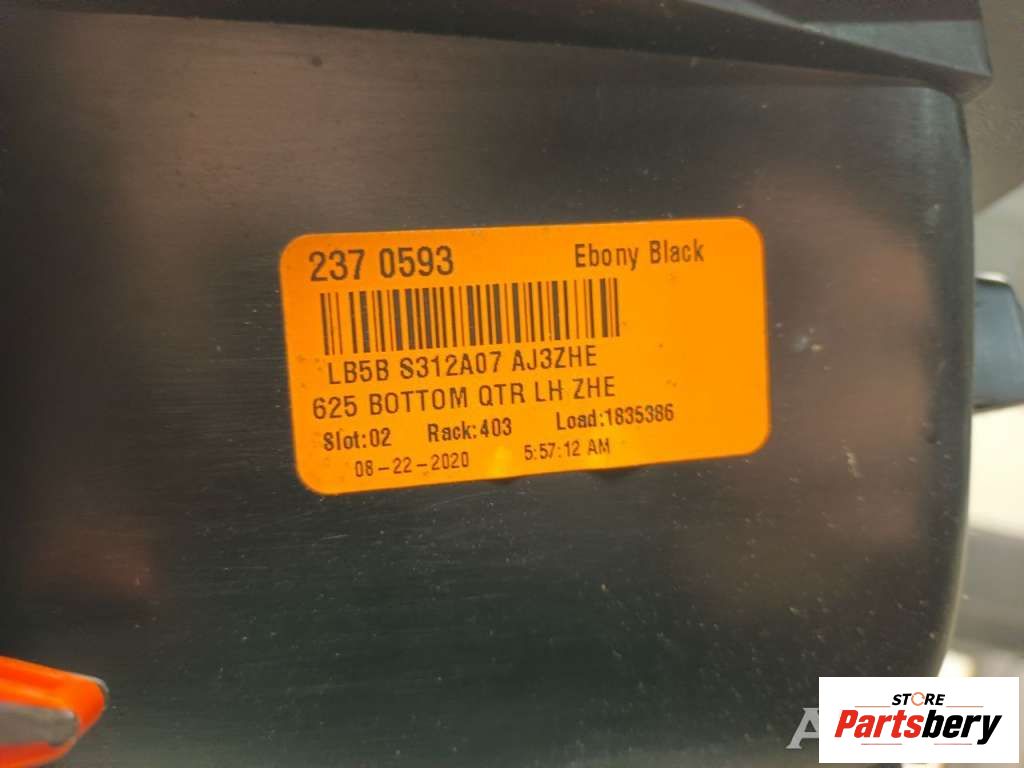 237 0593 Ebony Black
LB5B S312A07 AJ3ZHE
625 BOTTOM QTR LH ZHE
Slot:02 Rack:403 Load:1835386
08-22-2020 5:57:12 AM
STORE
Partsbery